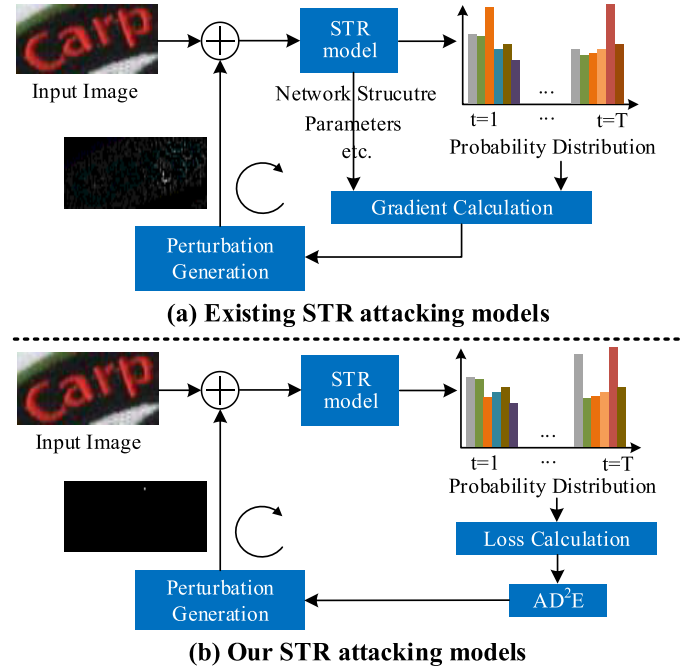 Carp
STR
model
Input Image
Network Strucutre
Parameters
etc.
...
t=1 ... t=T
Probability Distribution
Gradient Calculation
Perturbation
Generation
(a) Existing STR attacking models
Carp
STR
model
Input Image
...
t=1 ... t=T
Probability Distribution
Loss Calculation
AD²E
Perturbation
Generation
(b) Our STR attacking models